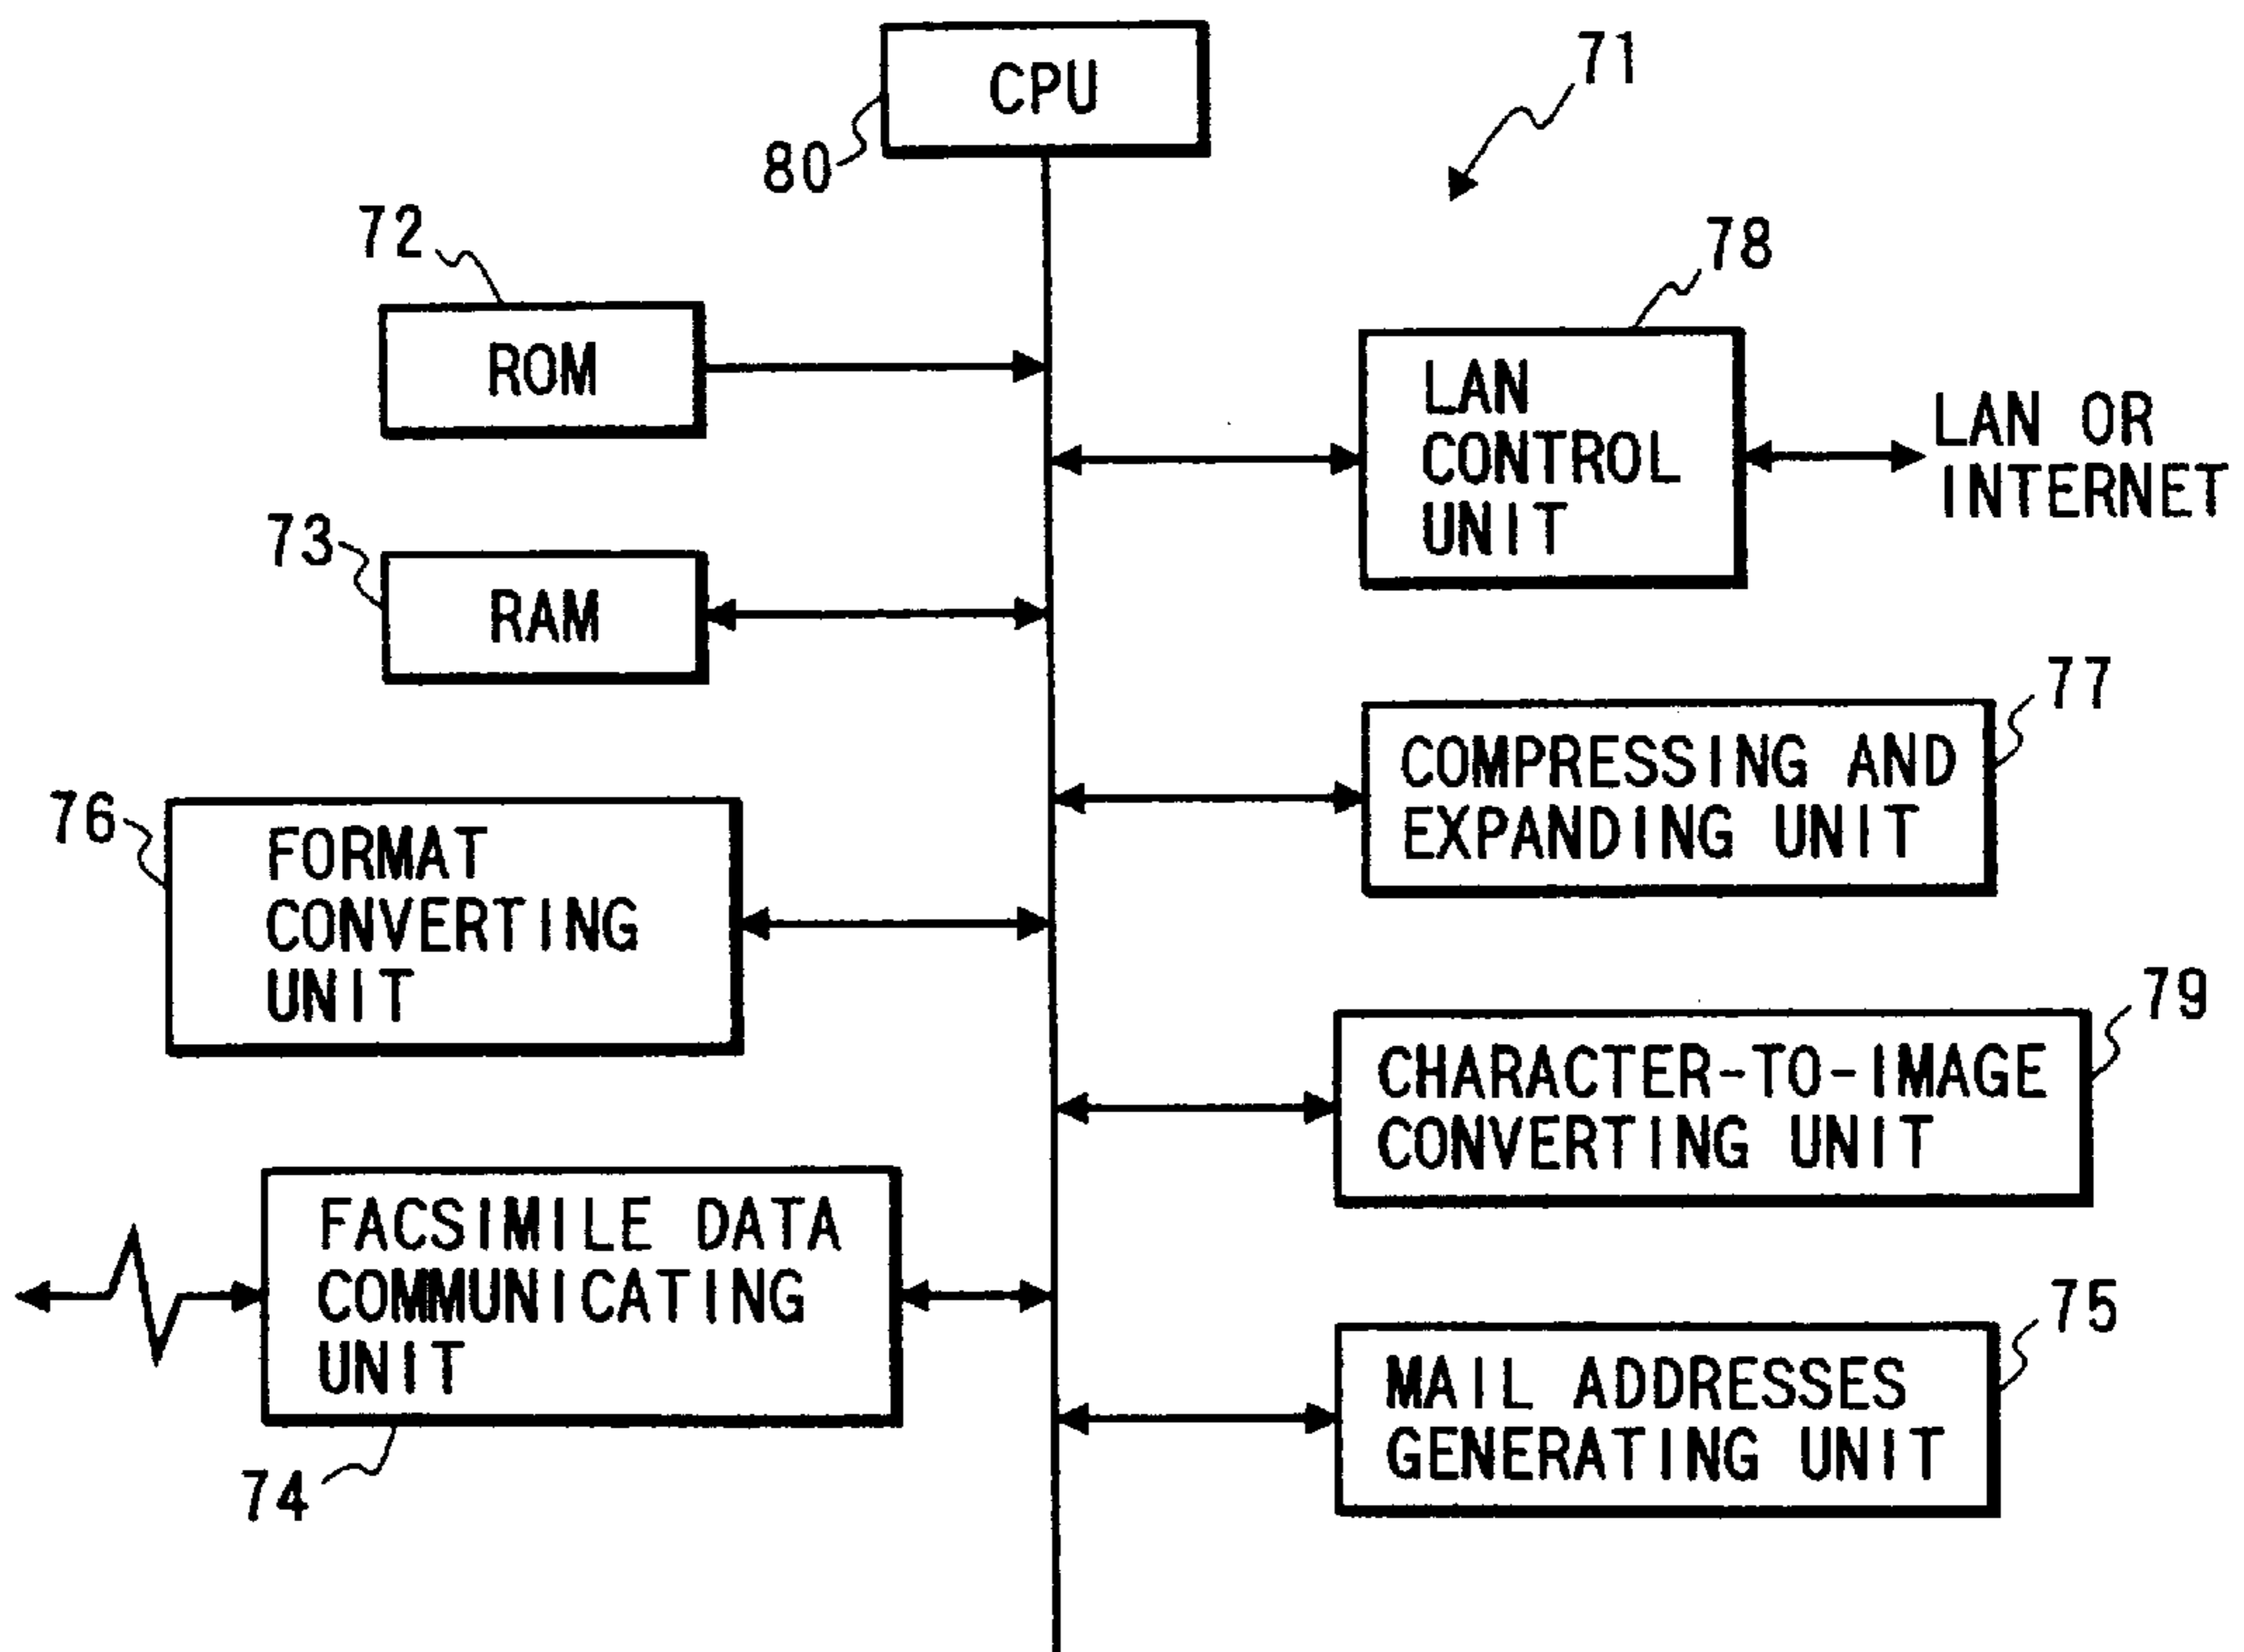 CPU
80
71
72
ROM
78
LAN
CONTROL
UNIT
LAN OR
INTERNET
73
RAM
77
COMPRESSING AND
EXPANDING UNIT
76
FORMAT
CONVERTING
UNIT
79
CHARACTER-TO-IMAGE
CONVERTING UNIT
FACSIMILE DATA
COMMUNICATING
UNIT
74
75
MAIL ADDRESSES
GENERATING UNIT